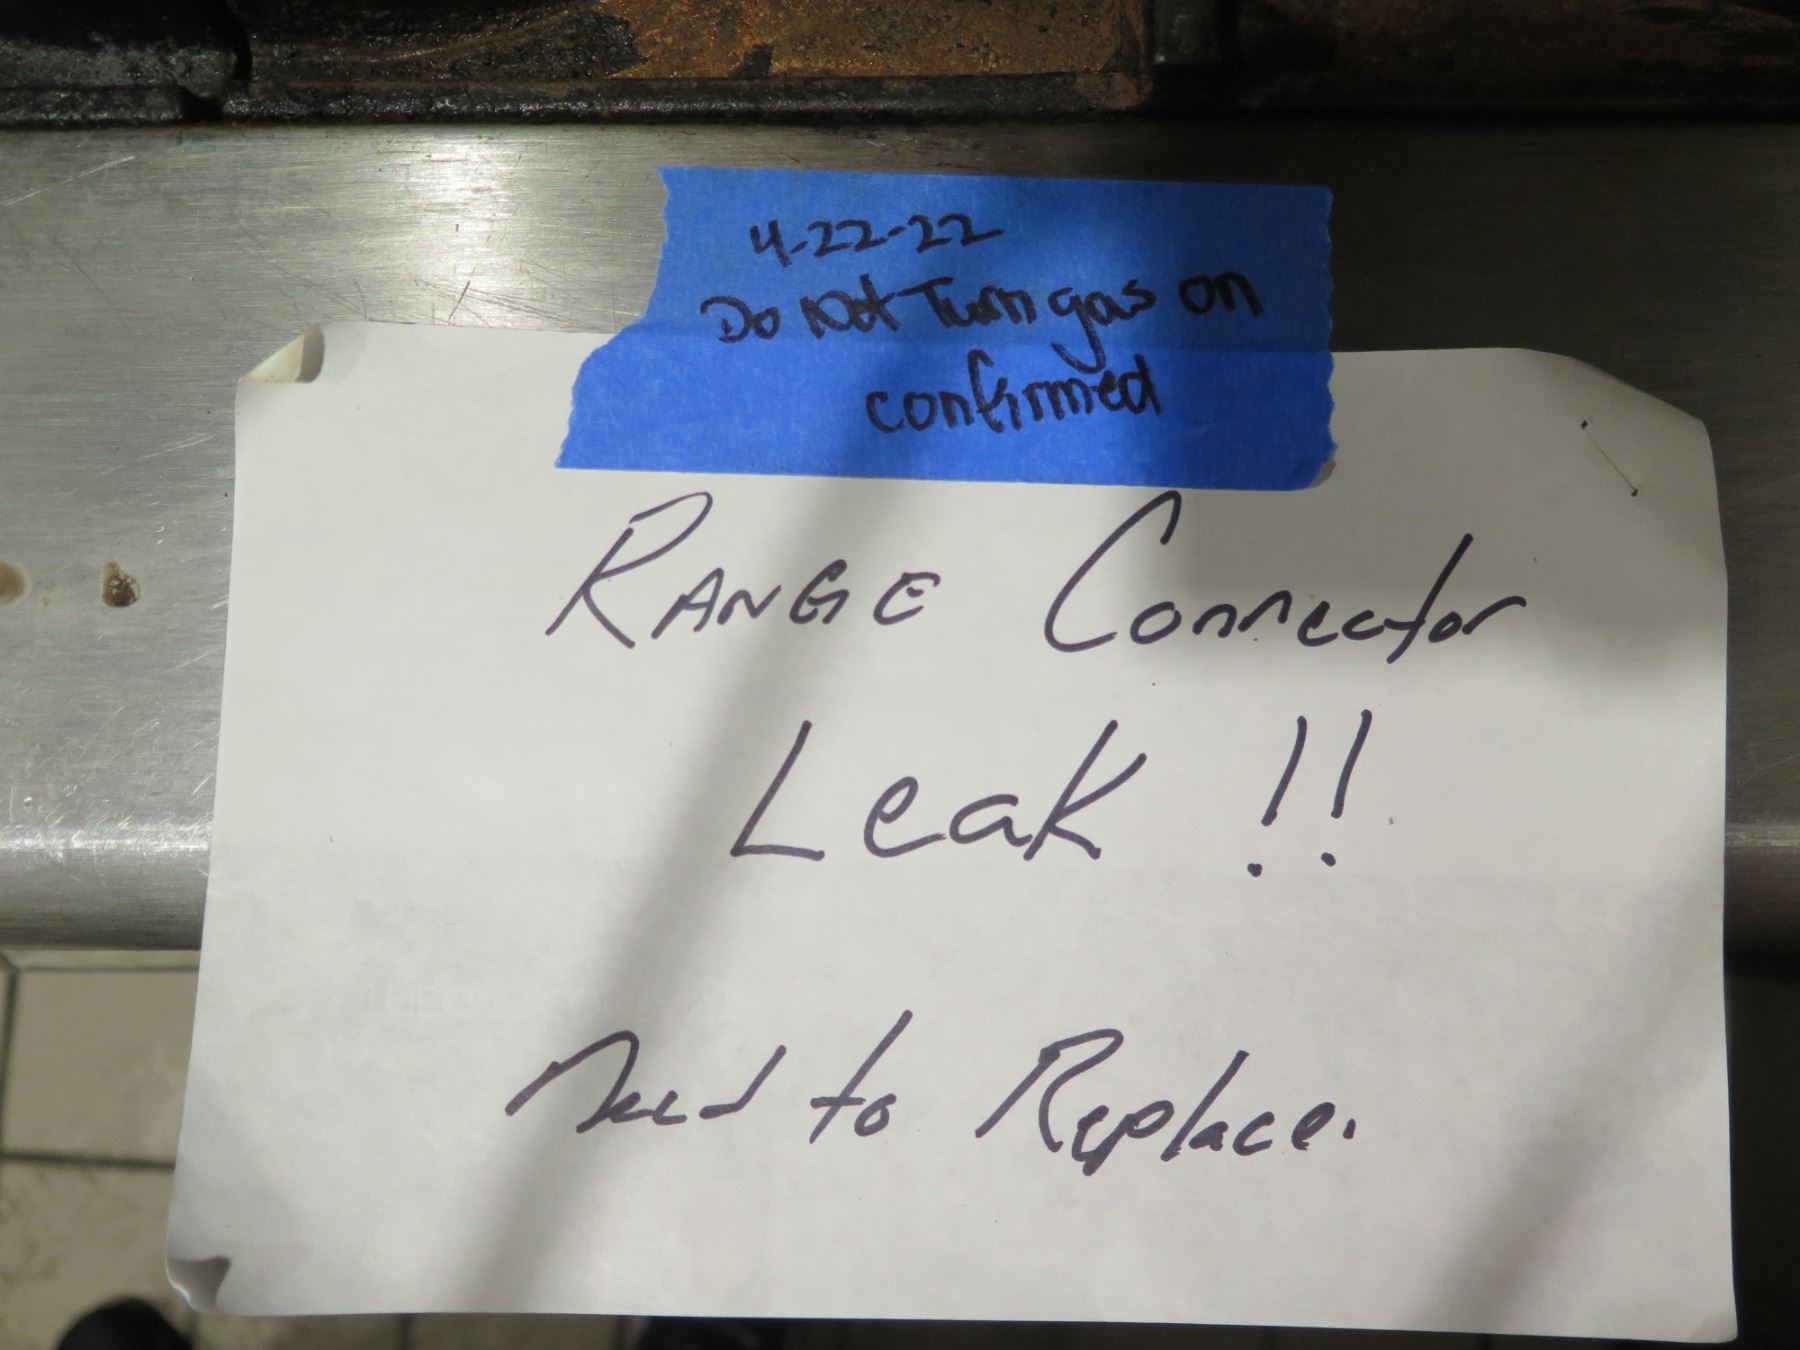 4-22-22
Do Not Turn gas on
confirmed
RANGE Connector
Leak !!
Need to Replace.